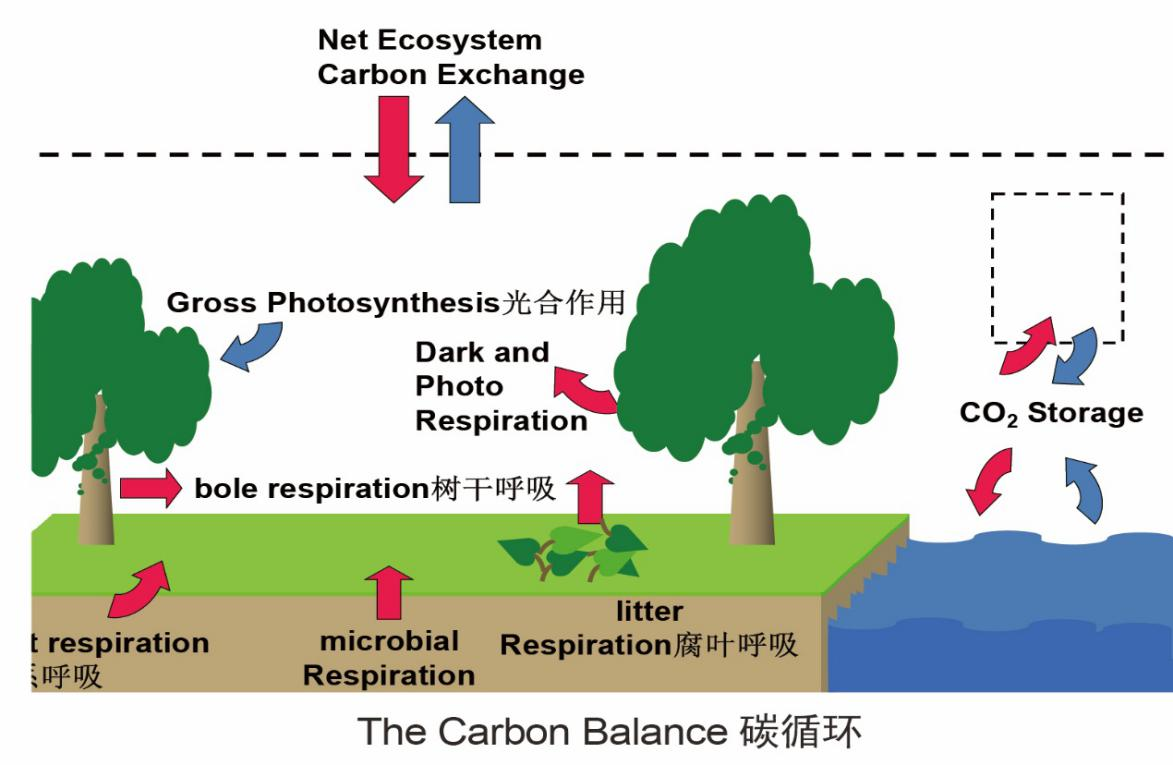 Net Ecosystem
Carbon Exchange
Gross Photosynthesis光合作用
Dark and
Photo
Respiration
CO₂ Storage
bole respiration树干呼吸
litter
Respiration腐叶呼吸
t respiration
呼吸
microbial
Respiration
The Carbon Balance 碳循环